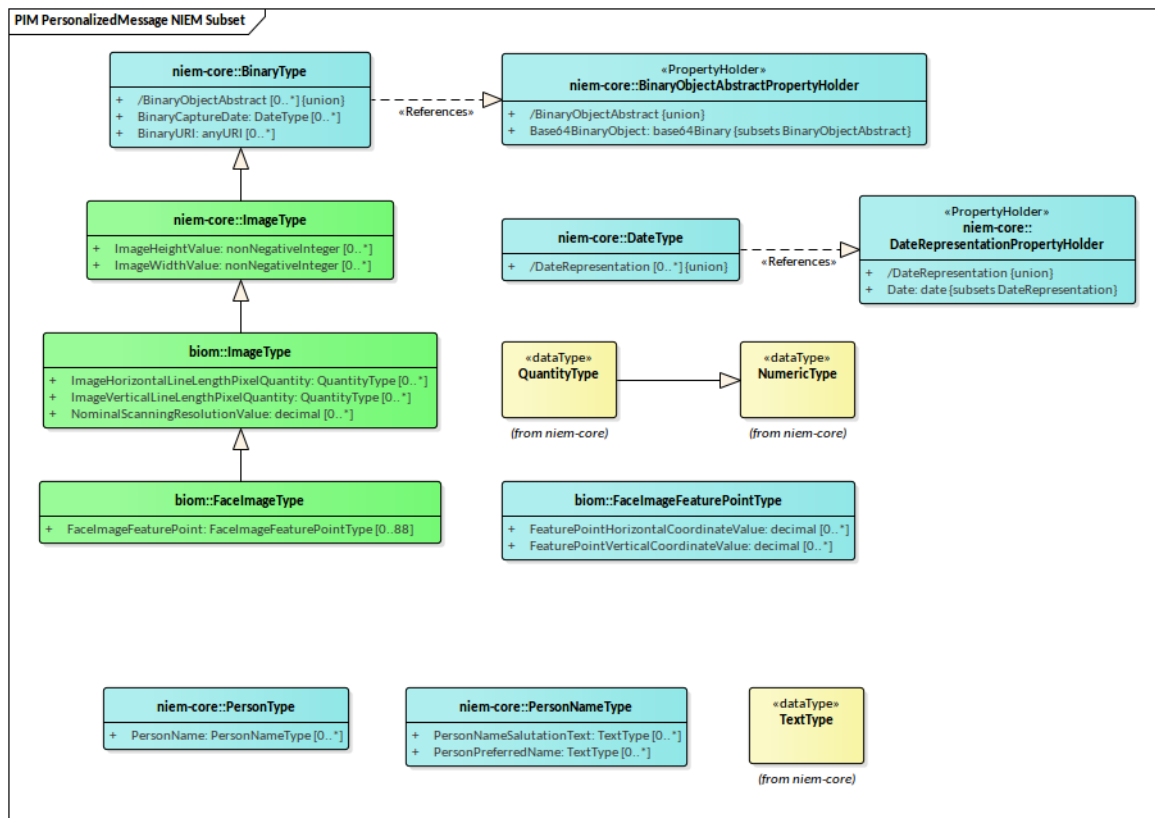 PIM PersonalizedMessage NIEM Subset
niem-core::BinaryType
+ /BinaryObjectAbstract [0..*] {union}
+ BinaryCaptureDate: DateType [0..*]
+ BinaryURI: anyURI [0..*]
«References»
«PropertyHolder»
niem-core::BinaryObjectAbstractPropertyHolder
+ /BinaryObjectAbstract {union}
+ Base64BinaryObject: base64Binary {subsets BinaryObjectAbstract}
niem-core::ImageType
+ ImageHeightValue: nonNegativeInteger [0..*]
+ ImageWidthValue: nonNegativeInteger [0..*]
niem-core::DateType
+ /DateRepresentation [0..*] {union}
«References»
«PropertyHolder»
niem-core::
DateRepresentationPropertyHolder
+ /DateRepresentation {union}
+ Date: date {subsets DateRepresentation}
biom::ImageType
+ ImageHorizontalLineLengthPixelQuantity: QuantityType [0..*]
+ ImageVerticalLineLengthPixelQuantity: QuantityType [0..*]
+ NominalScanningResolutionValue: decimal [0..*]
«dataType»
QuantityType
(from niem-core)
«dataType»
NumericType
(from niem-core)
biom::FaceImageType
+ FaceImageFeaturePoint: FaceImageFeaturePointType [0..88]
biom::FaceImageFeaturePointType
+ FeaturePointHorizontalCoordinateValue: decimal [0..*]
+ FeaturePointVerticalCoordinateValue: decimal [0..*]
niem-core::PersonType
+ PersonName: PersonNameType [0..*]
niem-core::PersonNameType
+ PersonNameSalutationText: TextType [0..*]
+ PersonPreferredName: TextType [0..*]
«dataType»
TextType
(from niem-core)